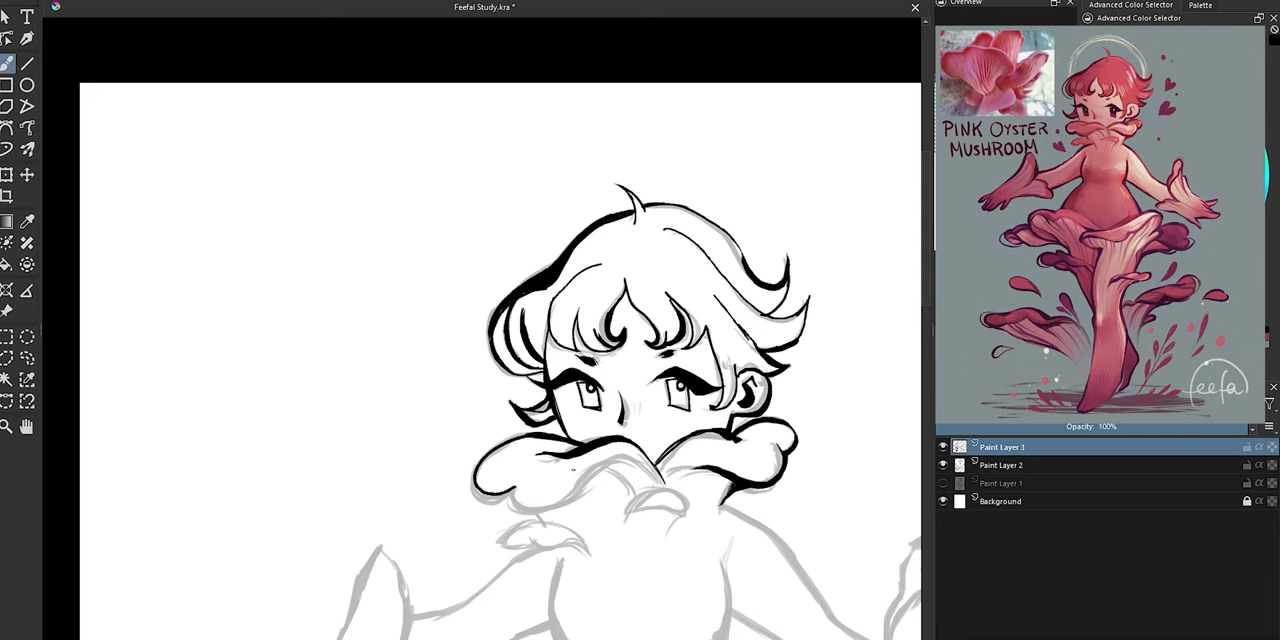 Feefal Study.kra *
Overview
Advanced Color Selector
Palette
Advanced Color Selector
PINK OYSTER
MUSHROOM
feefal
Opacity: 100%
Paint Layer 3
Paint Layer 2
Paint Layer 1
Background